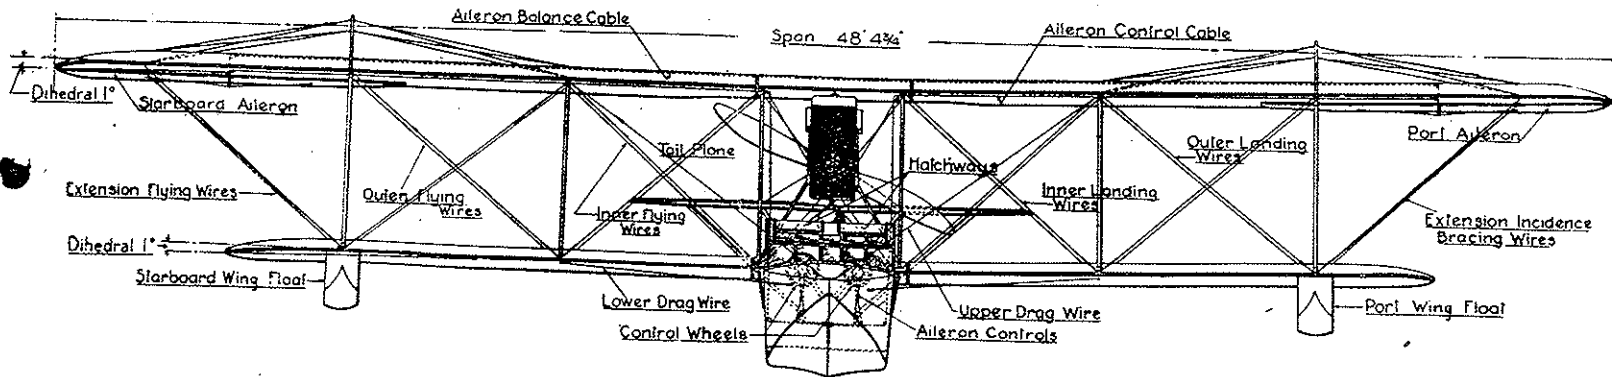 Aileron Balance Cable
Span 48' 4¾"
Aileron Control Cable
Dihedral 1°
Starboard Aileron
Port Aileron
Tail Plane
Hatchways
Outer Landing
Wires
Extension Flying Wires
Outer Flying
Wires
Inner Flying
Wires
Inner Landing
Wires
Extension Incidence
Bracing Wires
Dihedral 1°
Starboard Wing Float
Lower Drag Wire
Upper Drag Wire
Port Wing Float
Control Wheels
Aileron Controls